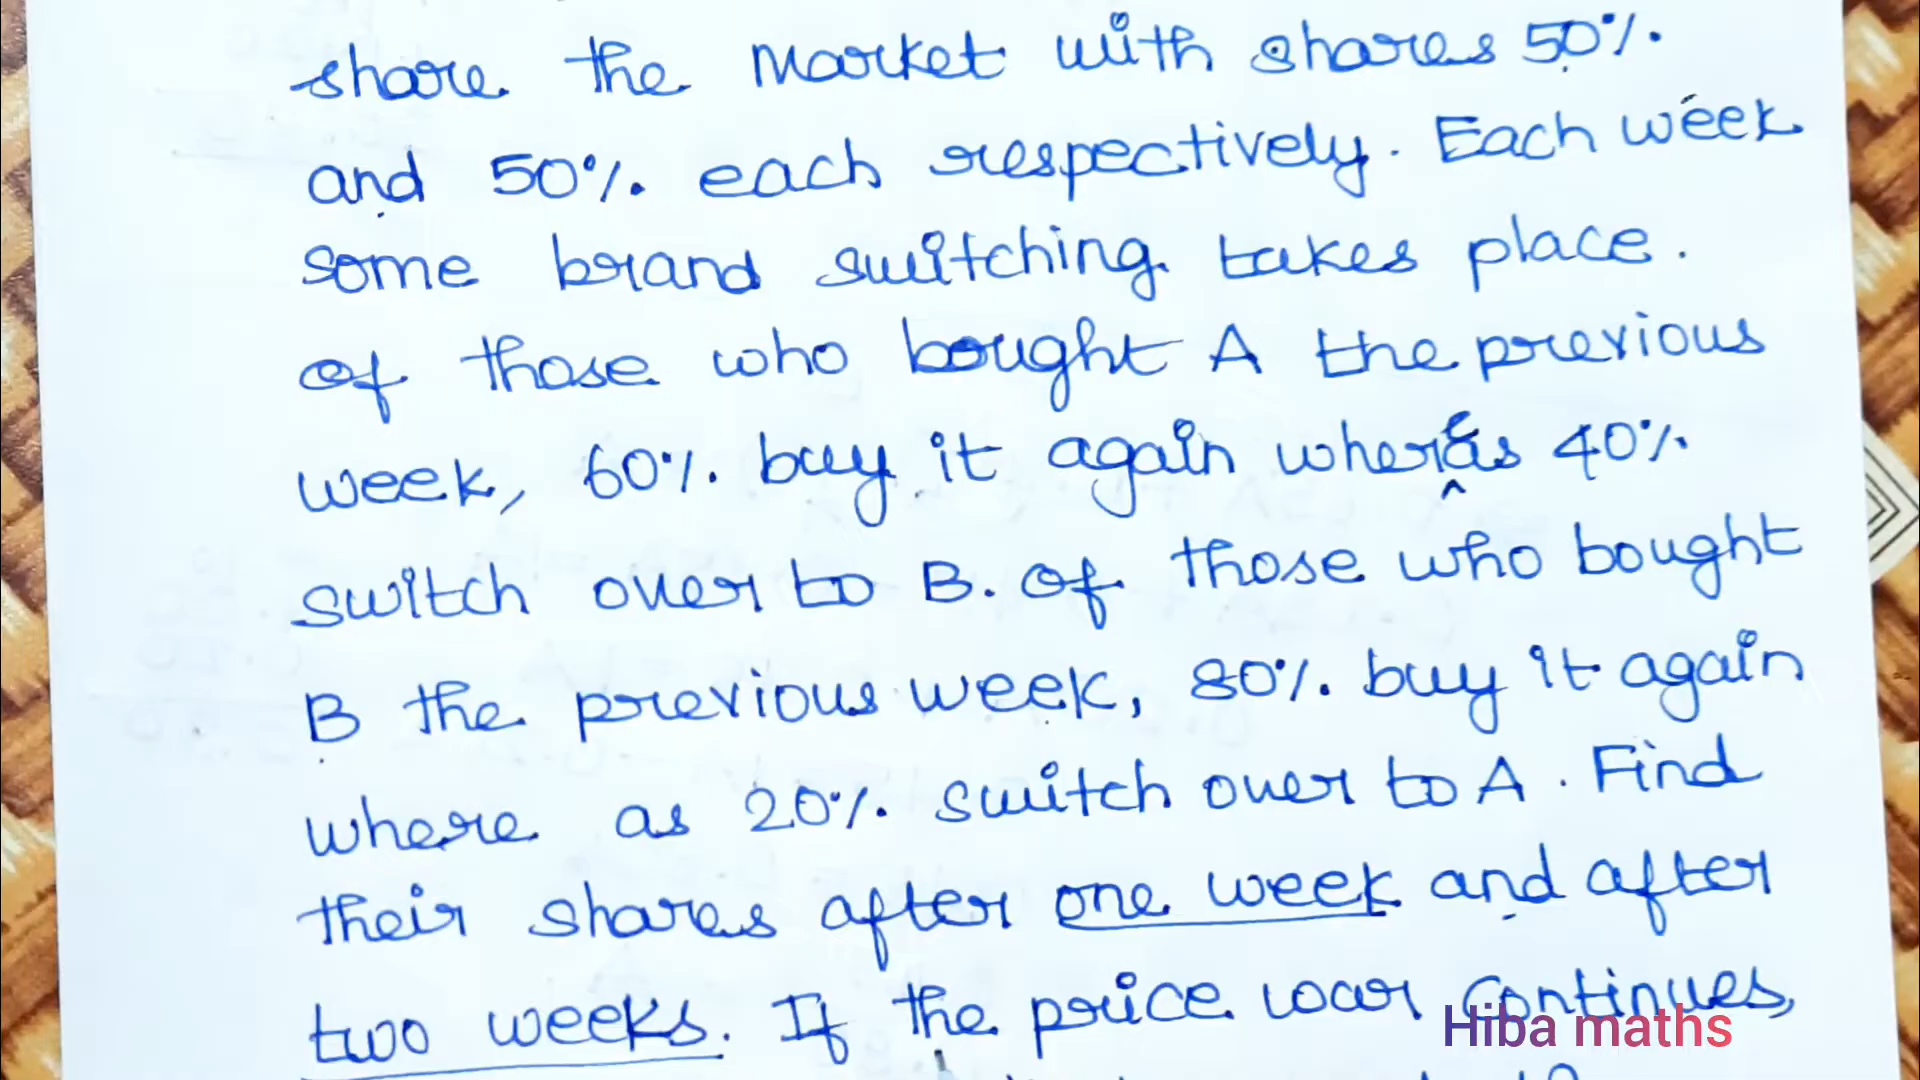 share the market with shares 50%.
and 50%. each respectively. Each week
some brand switching takes place.
of those who bought A the previous
week, 60%. buy it again whereas 40%.
switch over to B. of those who bought
B the previous week, 80%. buy it again
where as 20%. switch over to A. Find
their shares after one week and after
two weeks. If the price war continues,
Hiba maths